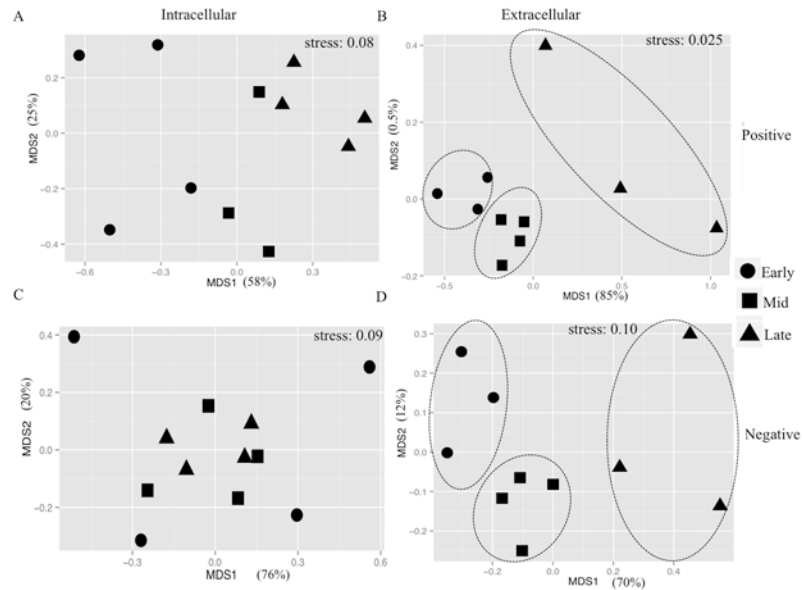 A
Intracellular
B
Extracellular
stress: 0.08
stress: 0.025
0.2
0.0
−0.2
−0.4
MDS2 (25%)
−0.6
−0.3
0.0
0.3
MDS1 (58%)
0.4
0.2
0.0
−0.2
MDS2 (0.5%)
−0.5
0.0
0.5
1.0
MDS1 (85%)
Positive
Early
Mid
Late
C
D
stress: 0.09
stress: 0.10
0.4
0.2
0.0
−0.2
MDS2 (20%)
−0.3
0.0
0.3
0.6
MDS1 (76%)
0.3
0.2
0.1
0.0
−0.1
−0.2
MDS2 (12%)
−0.2
0.0
0.2
0.4
MDS1 (70%)
Negative